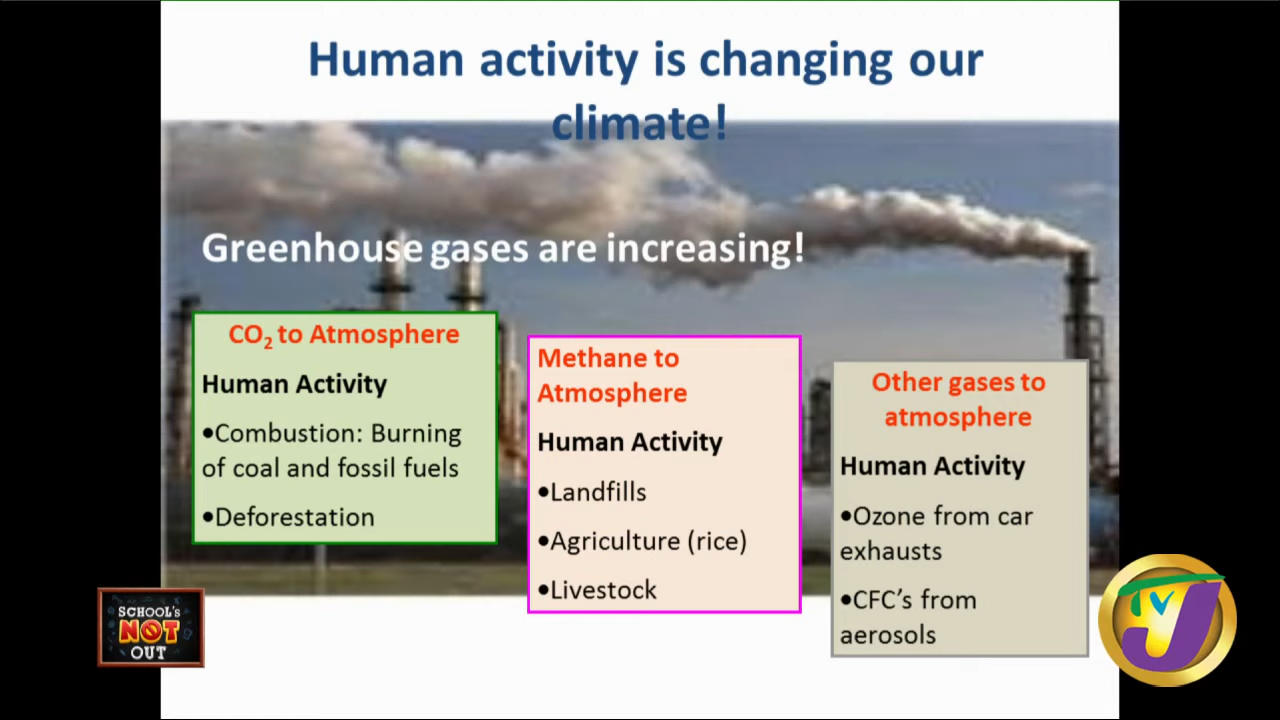 Human activity is changing our
climate!
Greenhouse gases are increasing!
CO₂ to Atmosphere
Human Activity
•Combustion: Burning
of coal and fossil fuels
•Deforestation
Methane to
Atmosphere
Human Activity
•Landfills
•Agriculture (rice)
•Livestock
Other gases to
atmosphere
Human Activity
•Ozone from car
exhausts
•CFC's from
aerosols
SCHOOL'S
NOT
OUT
TVJ